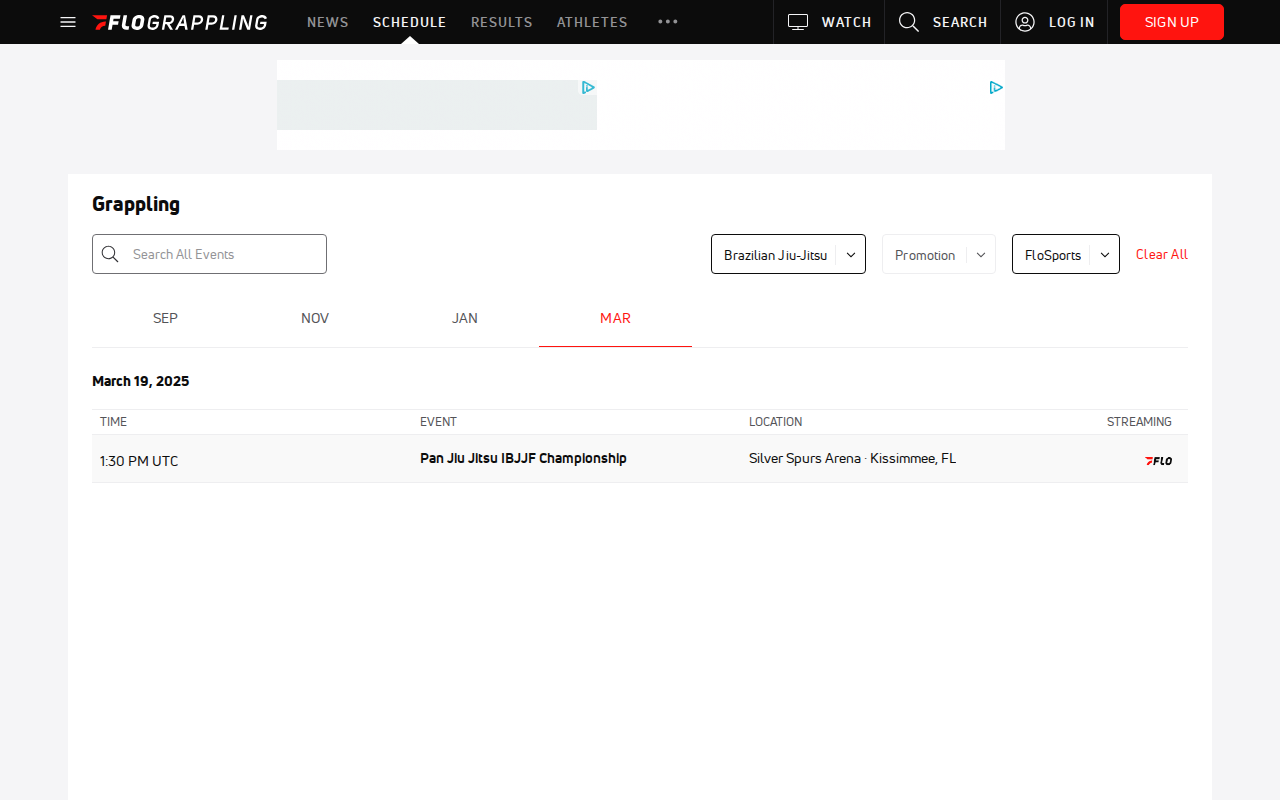 FLOGRAPPLING NEWS SCHEDULE RESULTS ATHLETES WATCH SEARCH LOG IN SIGN UP
Grappling
Search All Events Brazilian Jiu-Jitsu Promotion FloSports Clear All
SEP NOV JAN MAR
March 19, 2025
TIME EVENT LOCATION STREAMING
1:30 PM UTC Pan Jiu Jitsu IBJJF Championship Silver Spurs Arena · Kissimmee, FL FLO